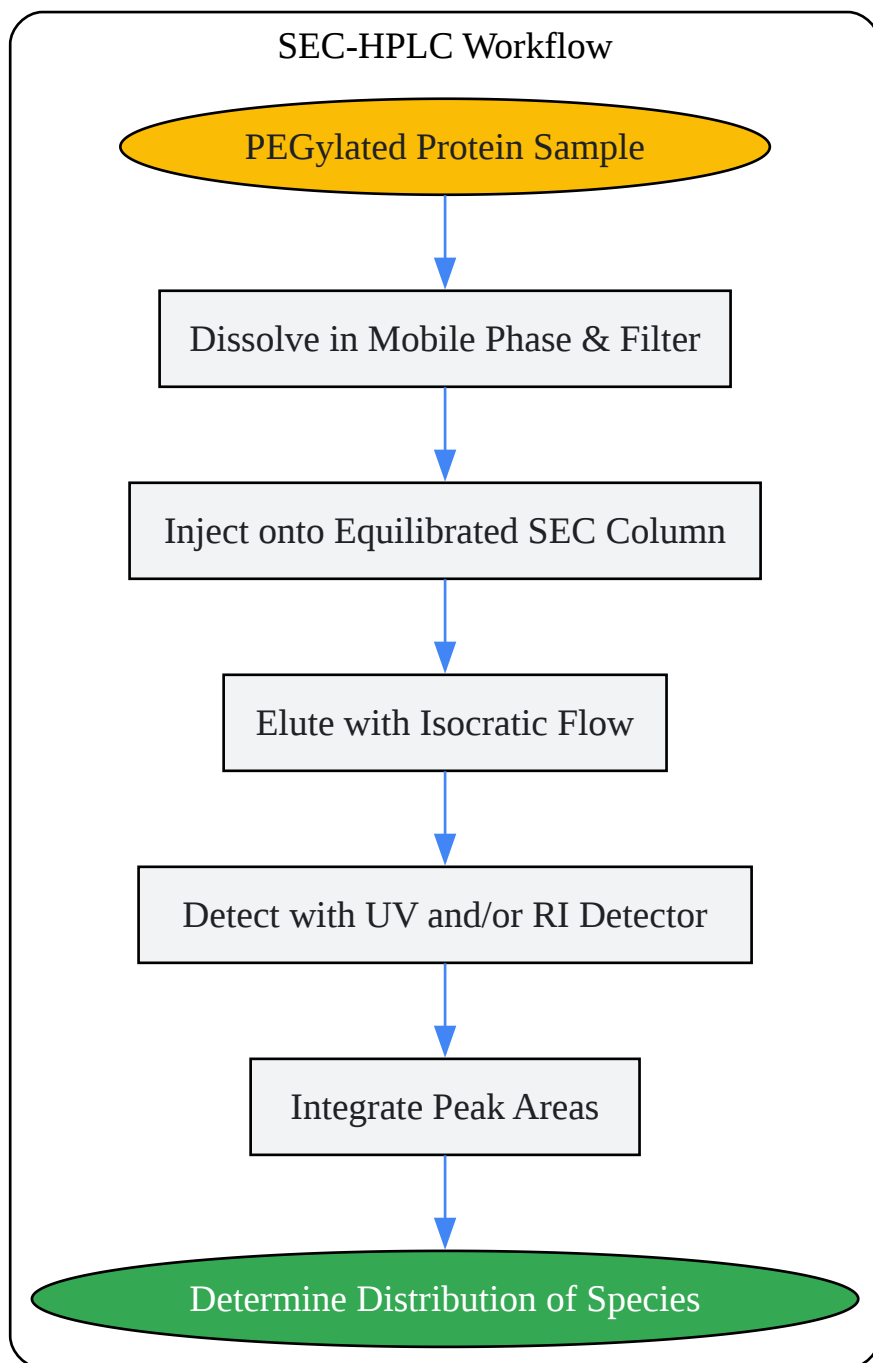 SEC-HPLC Workflow
PEGylated Protein Sample
Dissolve in Mobile Phase & Filter
Inject onto Equilibrated SEC Column
Elute with Isocratic Flow
Detect with UV and/or RI Detector
Integrate Peak Areas
Determine Distribution of Species